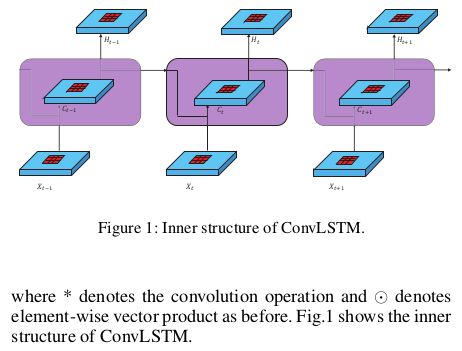 H_{t-1} H_t H_{t+1}
C_{t-1} C_t C_{t+1}
X_{t-1} X_t X_{t+1}
Figure 1: Inner structure of ConvLSTM.
where * denotes the convolution operation and ⊙ denotes
element-wise vector product as before. Fig.1 shows the inner
structure of ConvLSTM.